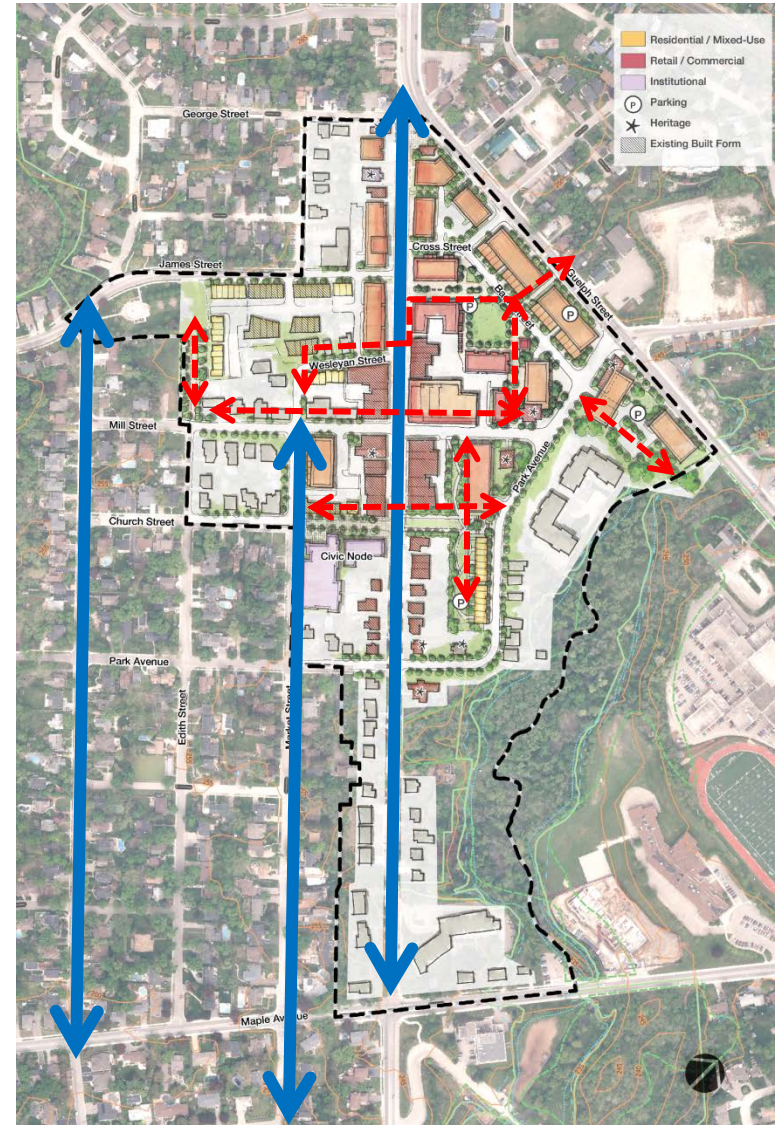 Residential / Mixed-Use
Retail / Commercial
Institutional
P
Parking
Heritage
Existing Built Form
George Street
Cross Street
James Street
Guelph Street
P
P
Wesleyan Street
Mill Street
P
Park Avenue
Church Street
Civic Node
P
Park Avenue
Edith Street
Market Street
Maple